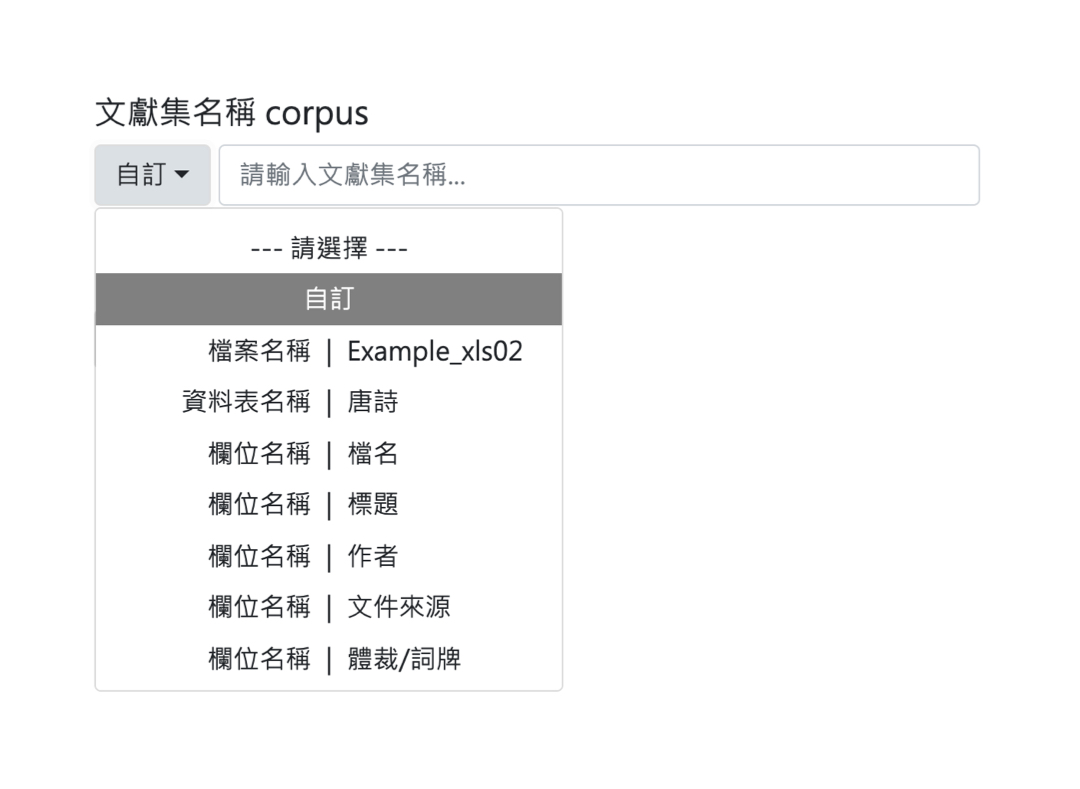 文獻集名稱 corpus
自訂 請輸入文獻集名稱...
--- 請選擇 ---
自訂
檔案名稱 | Example_xls02
資料表名稱 | 唐詩
欄位名稱 | 檔名
欄位名稱 | 標題
欄位名稱 | 作者
欄位名稱 | 文件來源
欄位名稱 | 體裁/詞牌